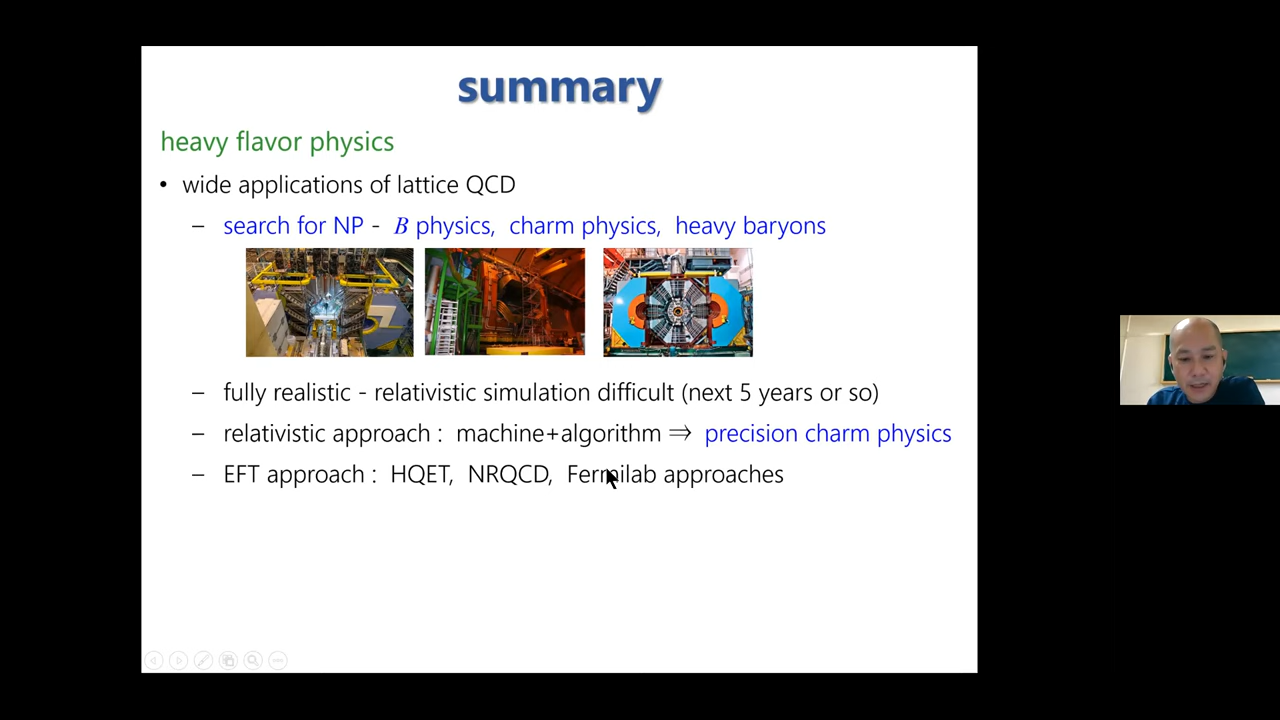 summary
heavy flavor physics
• wide applications of lattice QCD
– search for NP - B physics, charm physics, heavy baryons
– fully realistic - relativistic simulation difficult (next 5 years or so)
– relativistic approach : machine+algorithm ⇒ precision charm physics
– EFT approach : HQET, NRQCD, Fermilab approaches